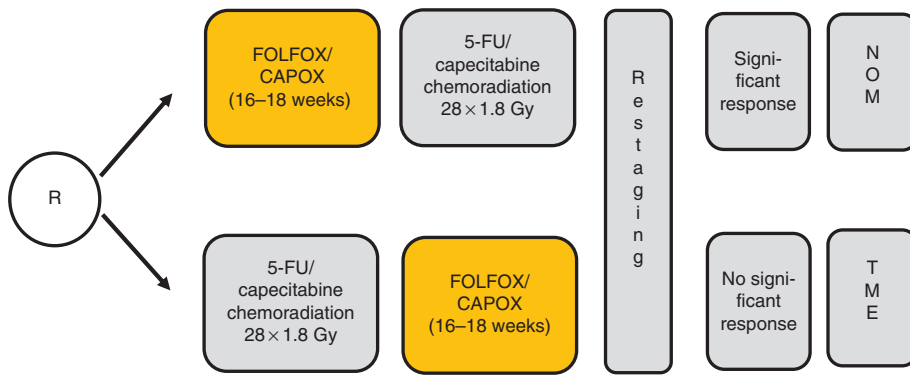 R
FOLFOX/
CAPOX
(16–18 weeks)
5-FU/
capecitabine
chemoradiation
28 × 1.8 Gy
5-FU/
capecitabine
chemoradiation
28 × 1.8 Gy
FOLFOX/
CAPOX
(16–18 weeks)
R
e
s
t
a
g
i
n
g
Signi-
ficant
response
N
O
M
No signi-
ficant
response
T
M
E